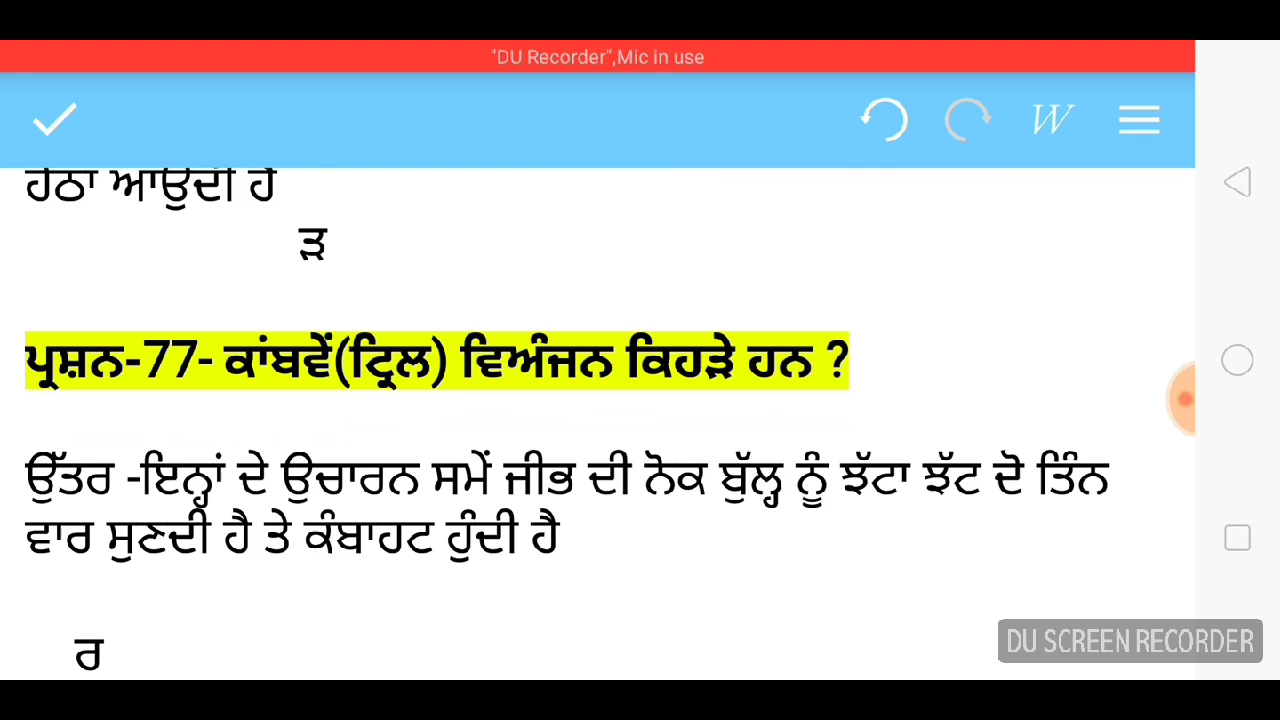 "DU Recorder",Mic in use
W
ਹੇਠਾਂ ਆਉਂਦੀ ਹੈ
ੜ
ਪ੍ਰਸ਼ਨ-77- ਕਾਂਬਵੇਂ(ਟ੍ਰਿਲ) ਵਿਅੰਜਨ ਕਿਹੜੇ ਹਨ ?
ਉੱਤਰ -ਇਨ੍ਹਾਂ ਦੇ ਉਚਾਰਨ ਸਮੇਂ ਜੀਭ ਦੀ ਨੋਕ ਬੁੱਲ੍ਹ ਨੂੰ ਝੱਟਾ ਝੱਟ ਦੋ ਤਿੰਨ
ਵਾਰ ਸੁਣਦੀ ਹੈ ਤੇ ਕੰਬਾਹਟ ਹੁੰਦੀ ਹੈ
ਰ
DU SCREEN RECORDER